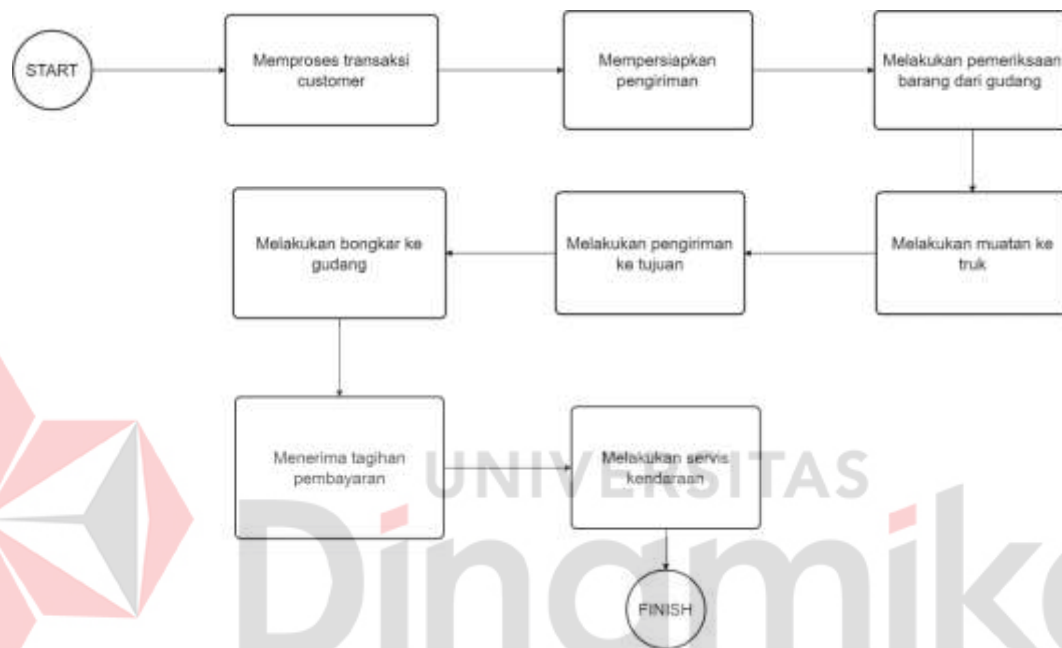 START
Memproses transaksi
customer
Mempersiapkan
pengiriman
Melakukan pemeriksaan
barang dari gudang
Melakukan muatan ke
truk
Melakukan pengiriman
ke tujuan
Melakukan bongkar ke
gudang
Menerima tagihan
pembayaran
Melakukan servis
kendaraan
FINISH
UNIVERSITAS
Dinamika